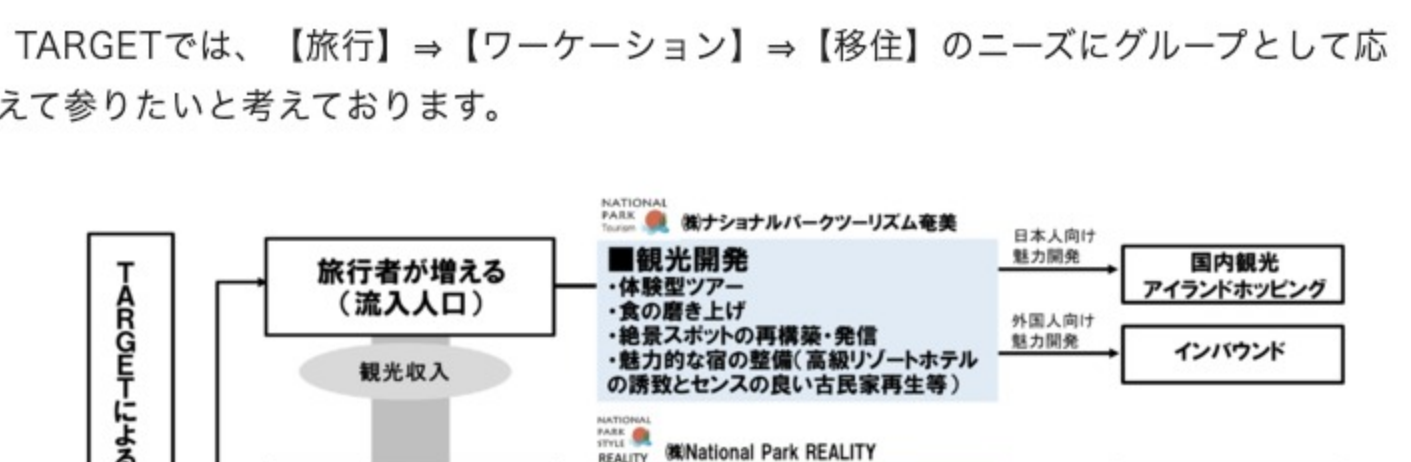 TARGETでは、【旅行】⇒【ワーケーション】⇒【移住】のニーズにグループとして応
えて参りたいと考えております。
NATIONAL
PARK
Tourism
㈱ナショナルパークツーリズム奄美
TARGETによる
旅行者が増える
（流入人口）
観光収入
■観光開発
・体験型ツアー
・食の磨き上げ
・絶景スポットの再構築・発信
・魅力的な宿の整備（高級リゾートホテル
の誘致とセンスの良い古民家再生等）
日本人向け
魅力開発
国内観光
アイランドホッピング
外国人向け
魅力開発
インバウンド
NATIONAL
PARK
STYLE
REALITY
㈱National Park REALITY